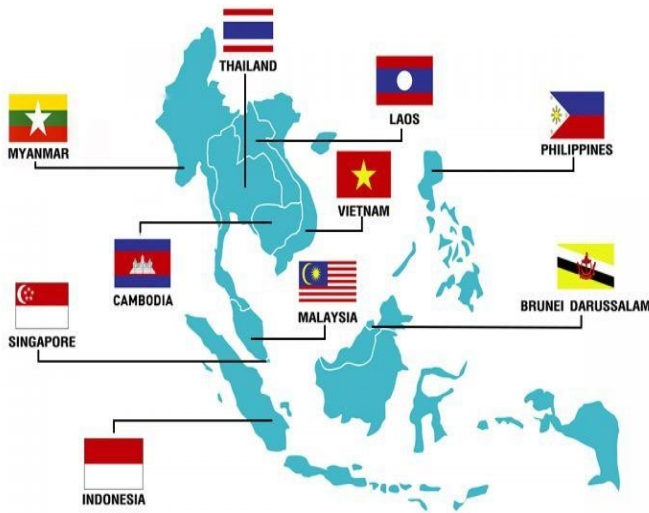 THAILAND
LAOS
MYANMAR
PHILIPPINES
VIETNAM
CAMBODIA
MALAYSIA
BRUNEI DARUSSALAM
SINGAPORE
INDONESIA